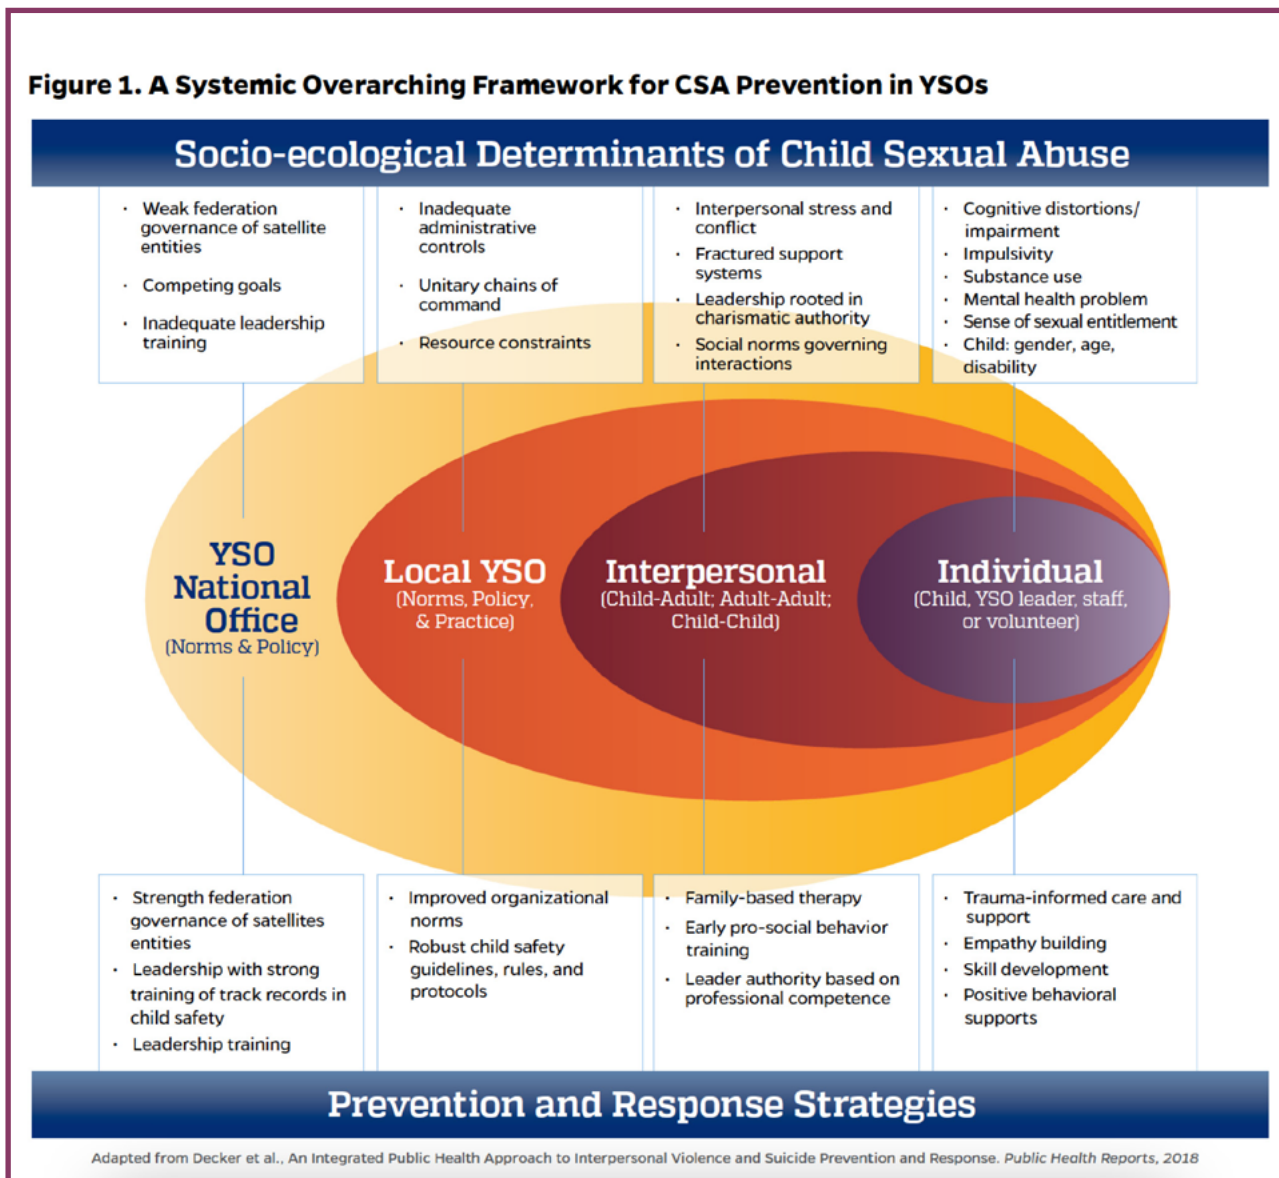 Figure 1. A Systemic Overarching Framework for CSA Prevention in YSOs
Socio-ecological Determinants of Child Sexual Abuse
· Weak federation
governance of satellite
entities
· Competing goals
· Inadequate leadership
training
· Inadequate
administrative
controls
· Unitary chains of
command
· Resource constraints
· Interpersonal stress and
conflict
· Fractured support
systems
· Leadership rooted in
charismatic authority
· Social norms governing
interactions
· Cognitive distortions/
impairment
· Impulsivity
· Substance use
· Mental health problem
· Sense of sexual entitlement
· Child: gender, age,
disability
YSO
National
Office
(Norms & Policy)
Local YSO
(Norms, Policy,
& Practice)
Interpersonal
(Child-Adult; Adult-Adult;
Child-Child)
Individual
(Child, YSO leader, staff,
or volunteer)
· Strength federation
governance of satellites
entities
· Leadership with strong
training of track records in
child safety
· Leadership training
· Improved organizational
norms
· Robust child safety
guidelines, rules, and
protocols
· Family-based therapy
· Early pro-social behavior
training
· Leader authority based on
professional competence
· Trauma-informed care and
support
· Empathy building
· Skill development
· Positive behavioral
supports
Prevention and Response Strategies
Adapted from Decker et al., An Integrated Public Health Approach to Interpersonal Violence and Suicide Prevention and Response. Public Health Reports, 2018